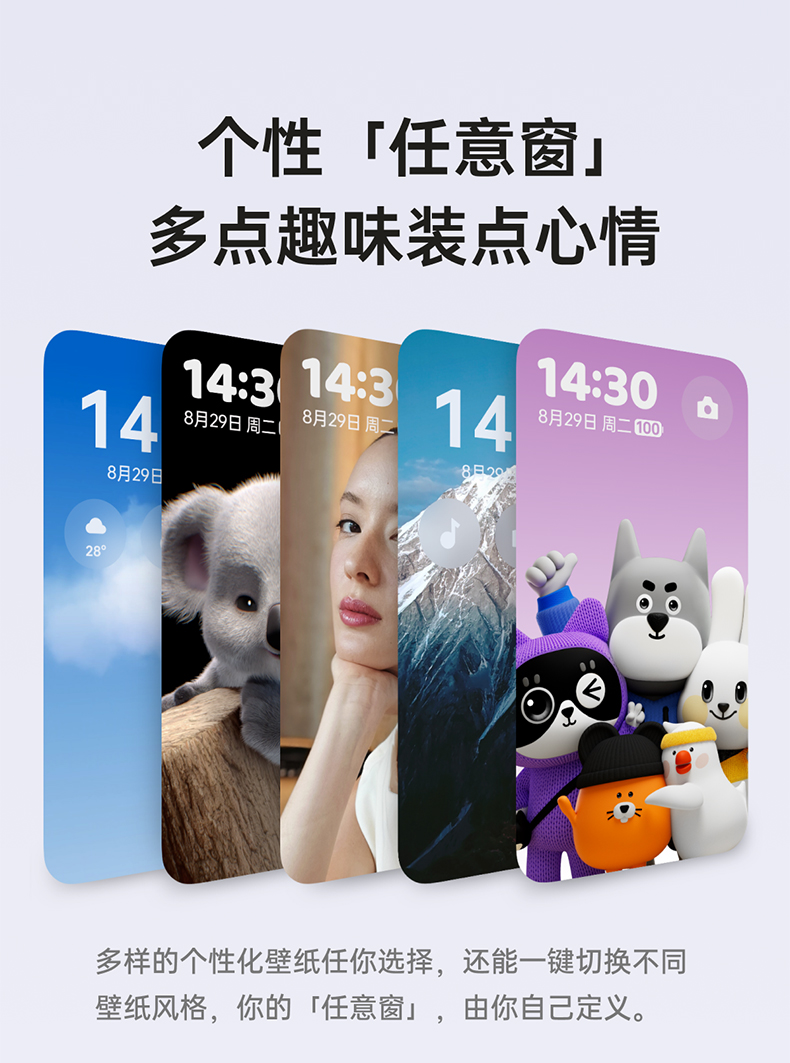 个性「任意窗」
多点趣味装点心情
14
8月29日
28°
14:30
8月29日 周二
14:30
8月29日 周二
14
8月29
14:30
8月29日 周二 100
多样的个性化壁纸任你选择，还能一键切换不同
壁纸风格，你的「任意窗」，由你自己定义。